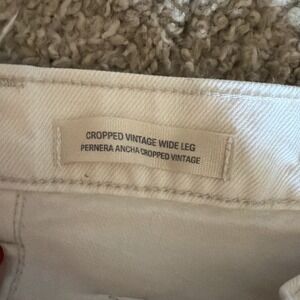 CROPPED VINTAGE WIDE LEG
PERNERA ANCHA CROPPED VINTAGE